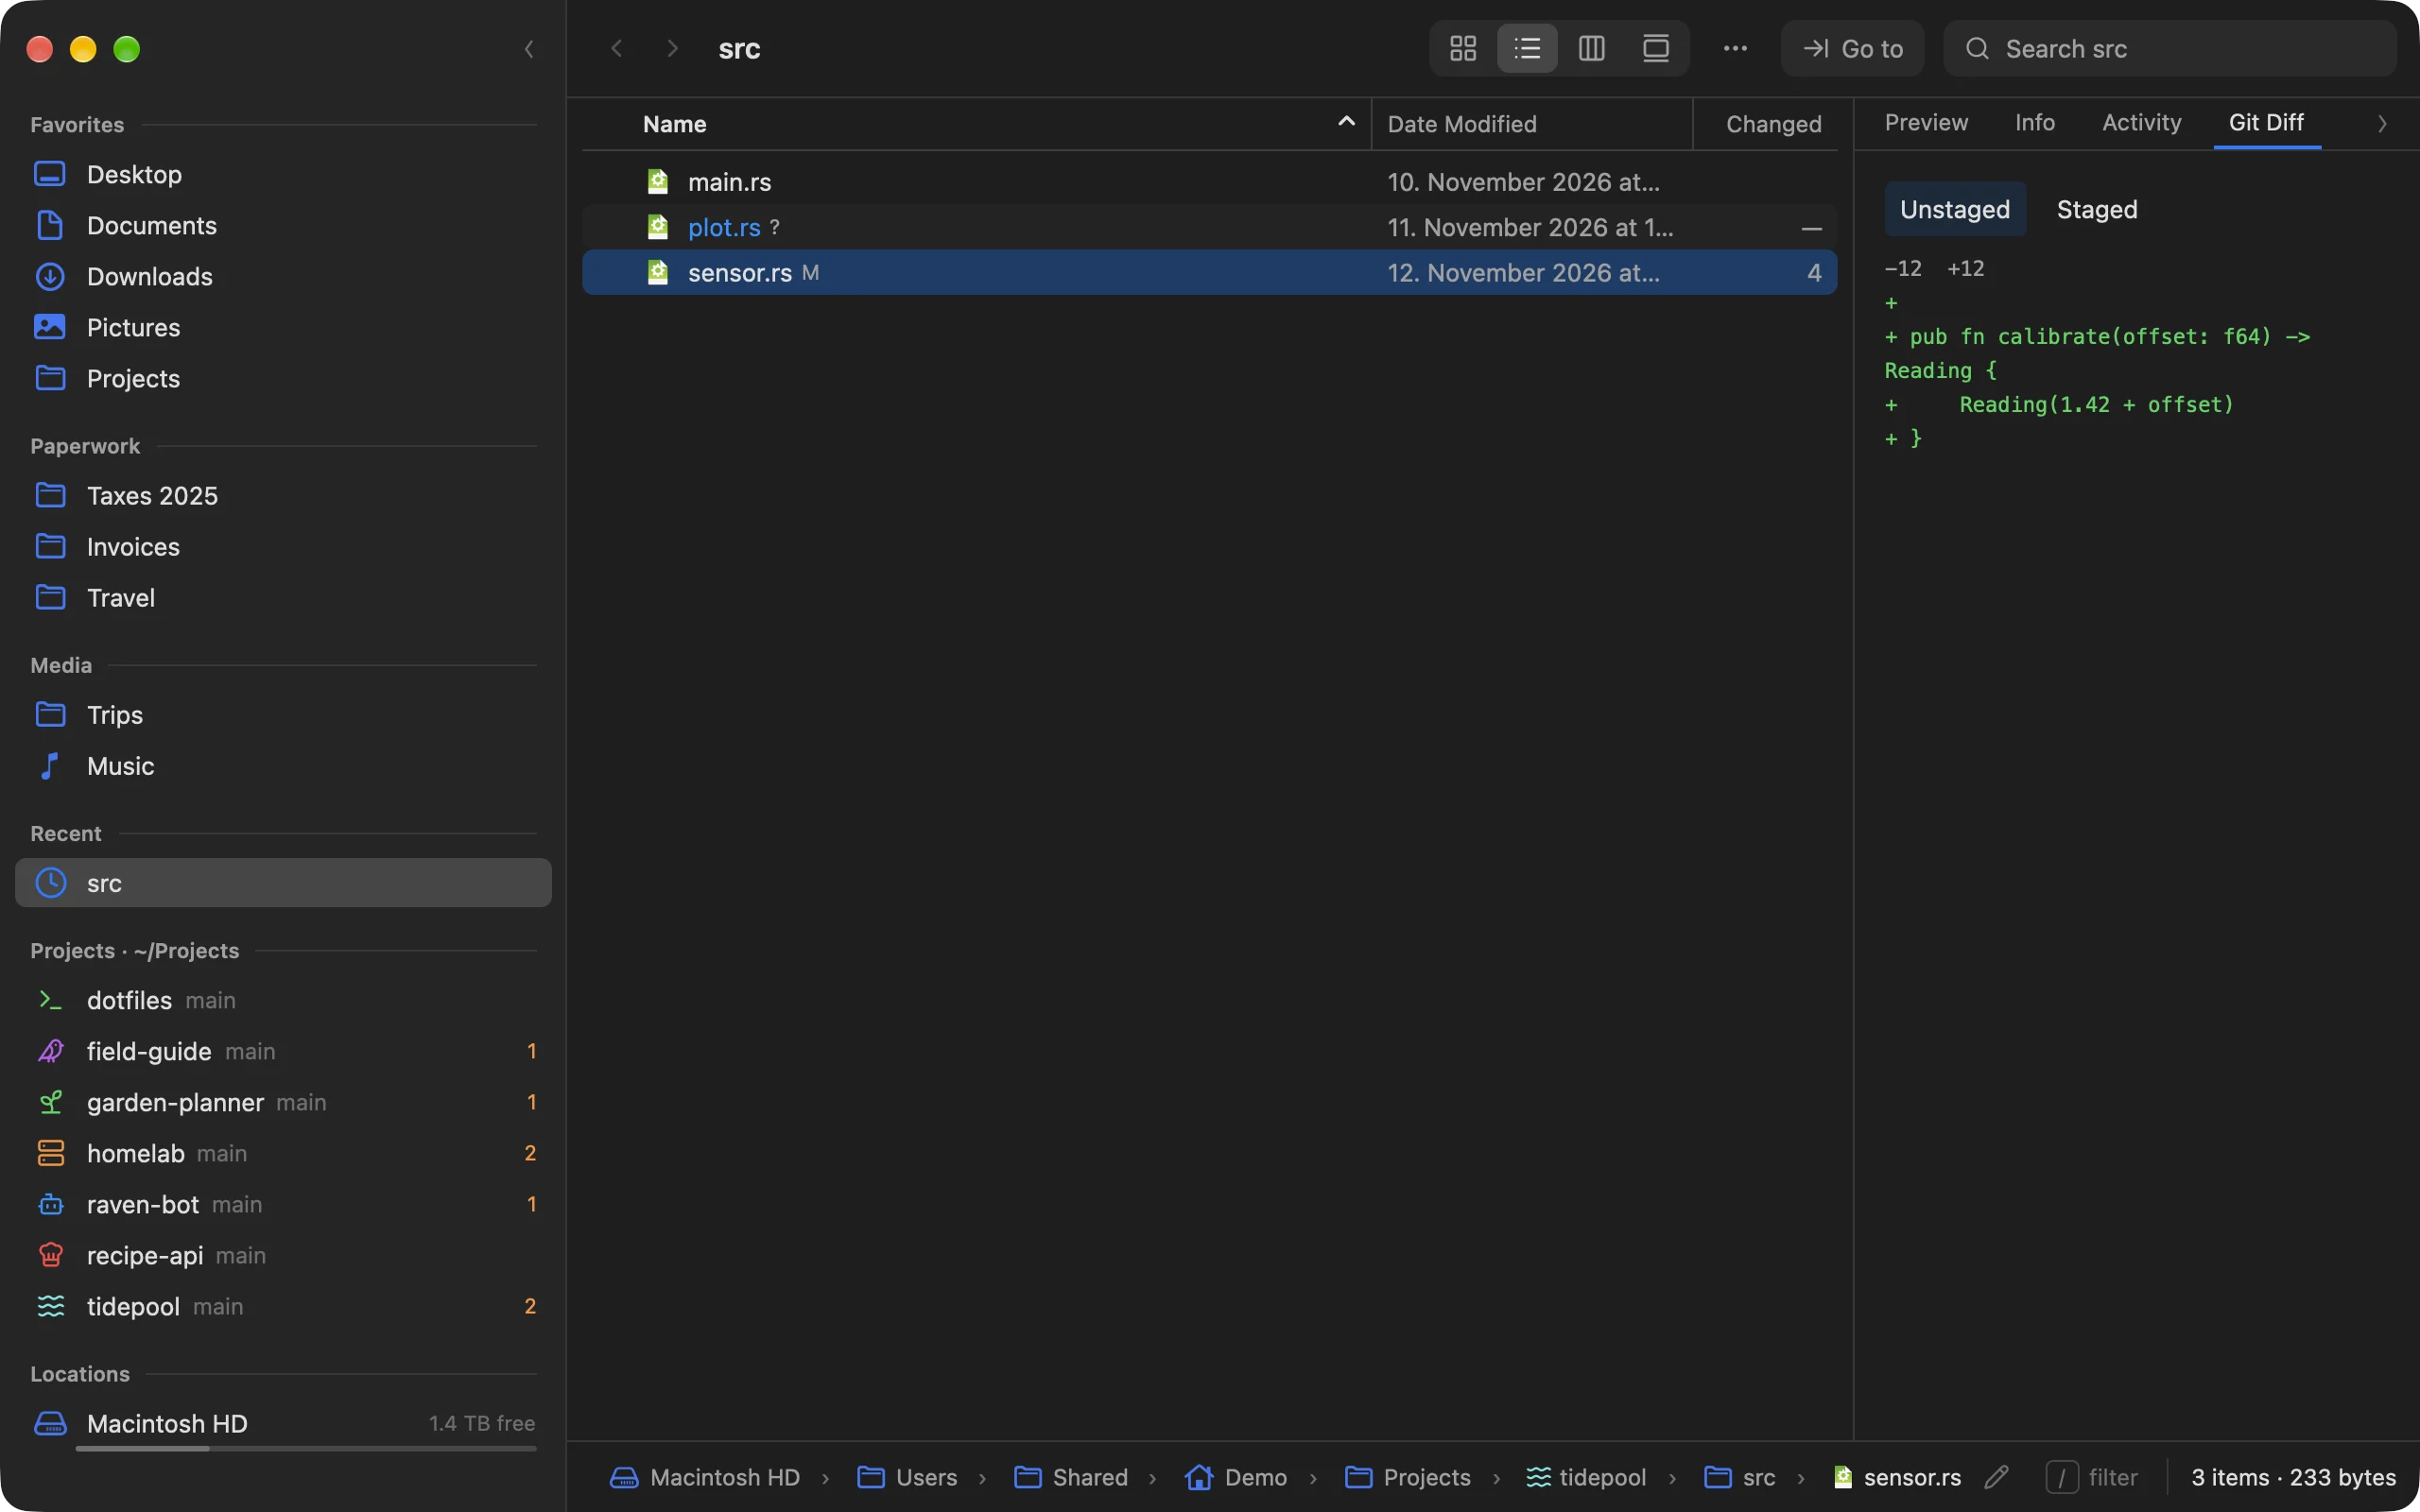 src
Go to
Search src
Favorites
Desktop
Documents
Downloads
Pictures
Projects
Paperwork
Taxes 2025
Invoices
Travel
Media
Trips
Music
Recent
src
Projects · ~/Projects
dotfiles main
field-guide main 1
garden-planner main 1
homelab main 2
raven-bot main 1
recipe-api main
tidepool main 2
Locations
Macintosh HD 1.4 TB free
Name Date Modified Changed
main.rs 10. November 2026 at...
plot.rs ? 11. November 2026 at 1... —
sensor.rs M 12. November 2026 at... 4
Preview Info Activity Git Diff
Unstaged Staged
−12 +12
+
+ pub fn calibrate(offset: f64) ->
Reading {
+     Reading(1.42 + offset)
+ }
Macintosh HD › Users › Shared › Demo › Projects › tidepool › src › sensor.rs
/ filter
3 items · 233 bytes